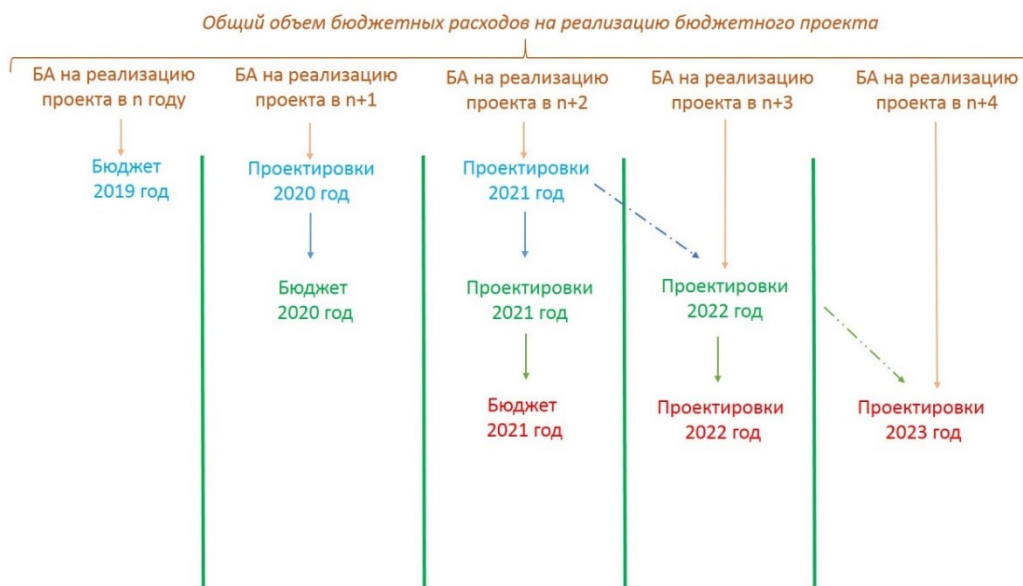 Общий объем бюджетных расходов на реализацию бюджетного проекта
БА на реализацию
проекта в n году
БА на реализацию
проекта в n+1
БА на реализацию
проекта в n+2
БА на реализацию
проекта в n+3
БА на реализацию
проекта в n+4
Бюджет
2019 год
Проектировки
2020 год
Проектировки
2021 год
Бюджет
2020 год
Проектировки
2021 год
Проектировки
2022 год
Бюджет
2021 год
Проектировки
2022 год
Проектировки
2023 год